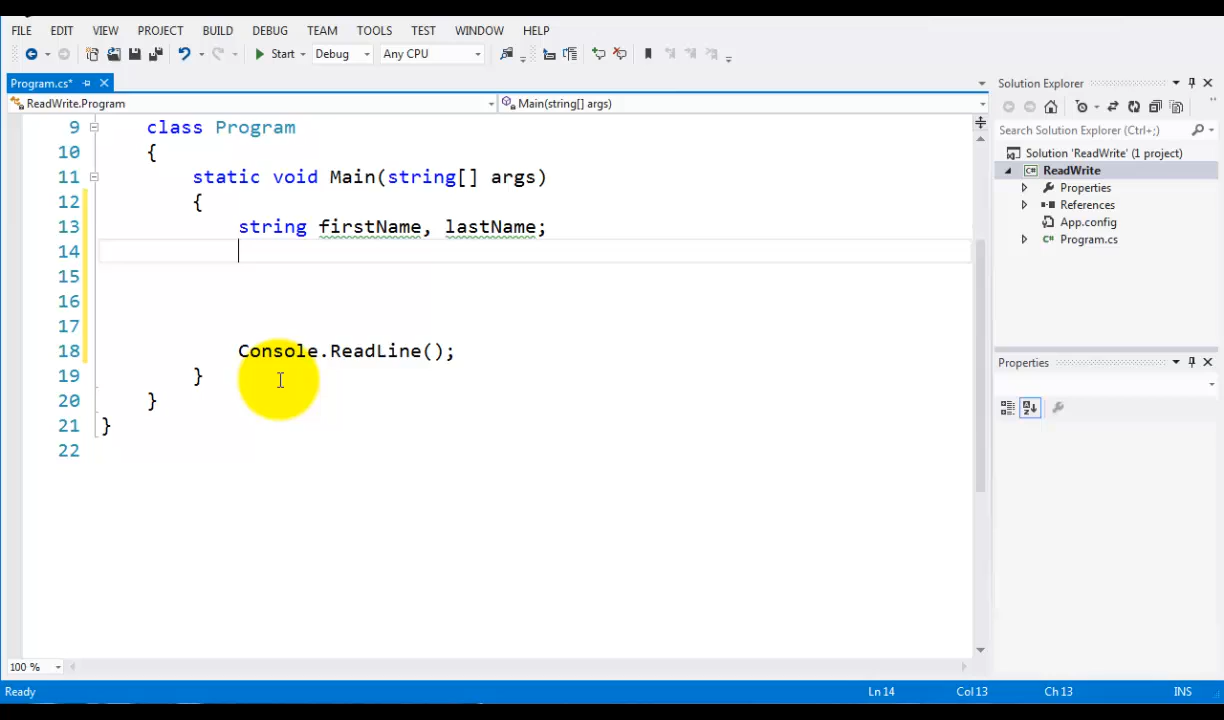 FILE EDIT VIEW PROJECT BUILD DEBUG TEAM TOOLS TEST WINDOW HELP
Start Debug Any CPU
Program.cs*
ReadWrite.Program Main(string[] args)
9 class Program
10 {
11 static void Main(string[] args)
12 {
13 string firstName, lastName;
14
15
16
17
18 Console.ReadLine();
19 }
20 }
21 }
22
100 %
Solution Explorer
Search Solution Explorer (Ctrl+;)
Solution 'ReadWrite' (1 project)
C# ReadWrite
Properties
References
App.config
C# Program.cs
Properties
Ready Ln 14 Col 13 Ch 13 INS